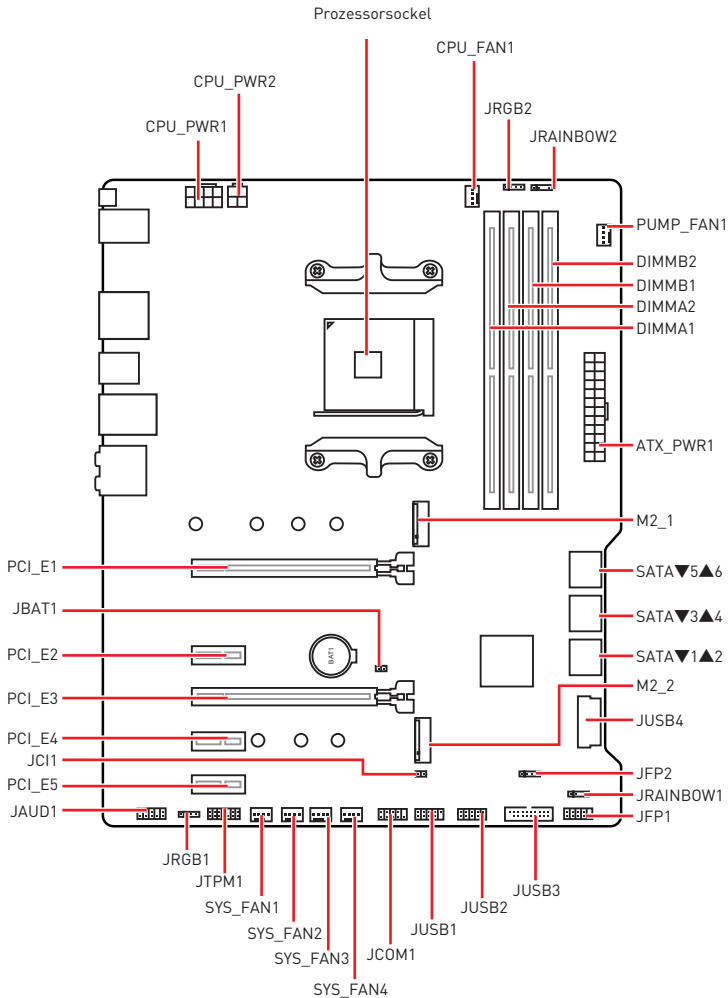 Prozessorsockel
CPU_FAN1
CPU_PWR2
JRGB2
CPU_PWR1
JRAINBOW2
PUMP_FAN1
DIMMB2
DIMMB1
DIMMA2
DIMMA1
ATX_PWR1
M2_1
PCI_E1
SATA▼5▲6
JBAT1
SATA▼3▲4
PCI_E2
BAT1
SATA▼1▲2
M2_2
PCI_E3
JUSB4
PCI_E4
JCI1
JFP2
PCI_E5
JRAINBOW1
JAUD1
JFP1
JRGB1
JTPM1
JUSB3
SYS_FAN1
JUSB2
SYS_FAN2
JUSB1
SYS_FAN3
JCOM1
SYS_FAN4